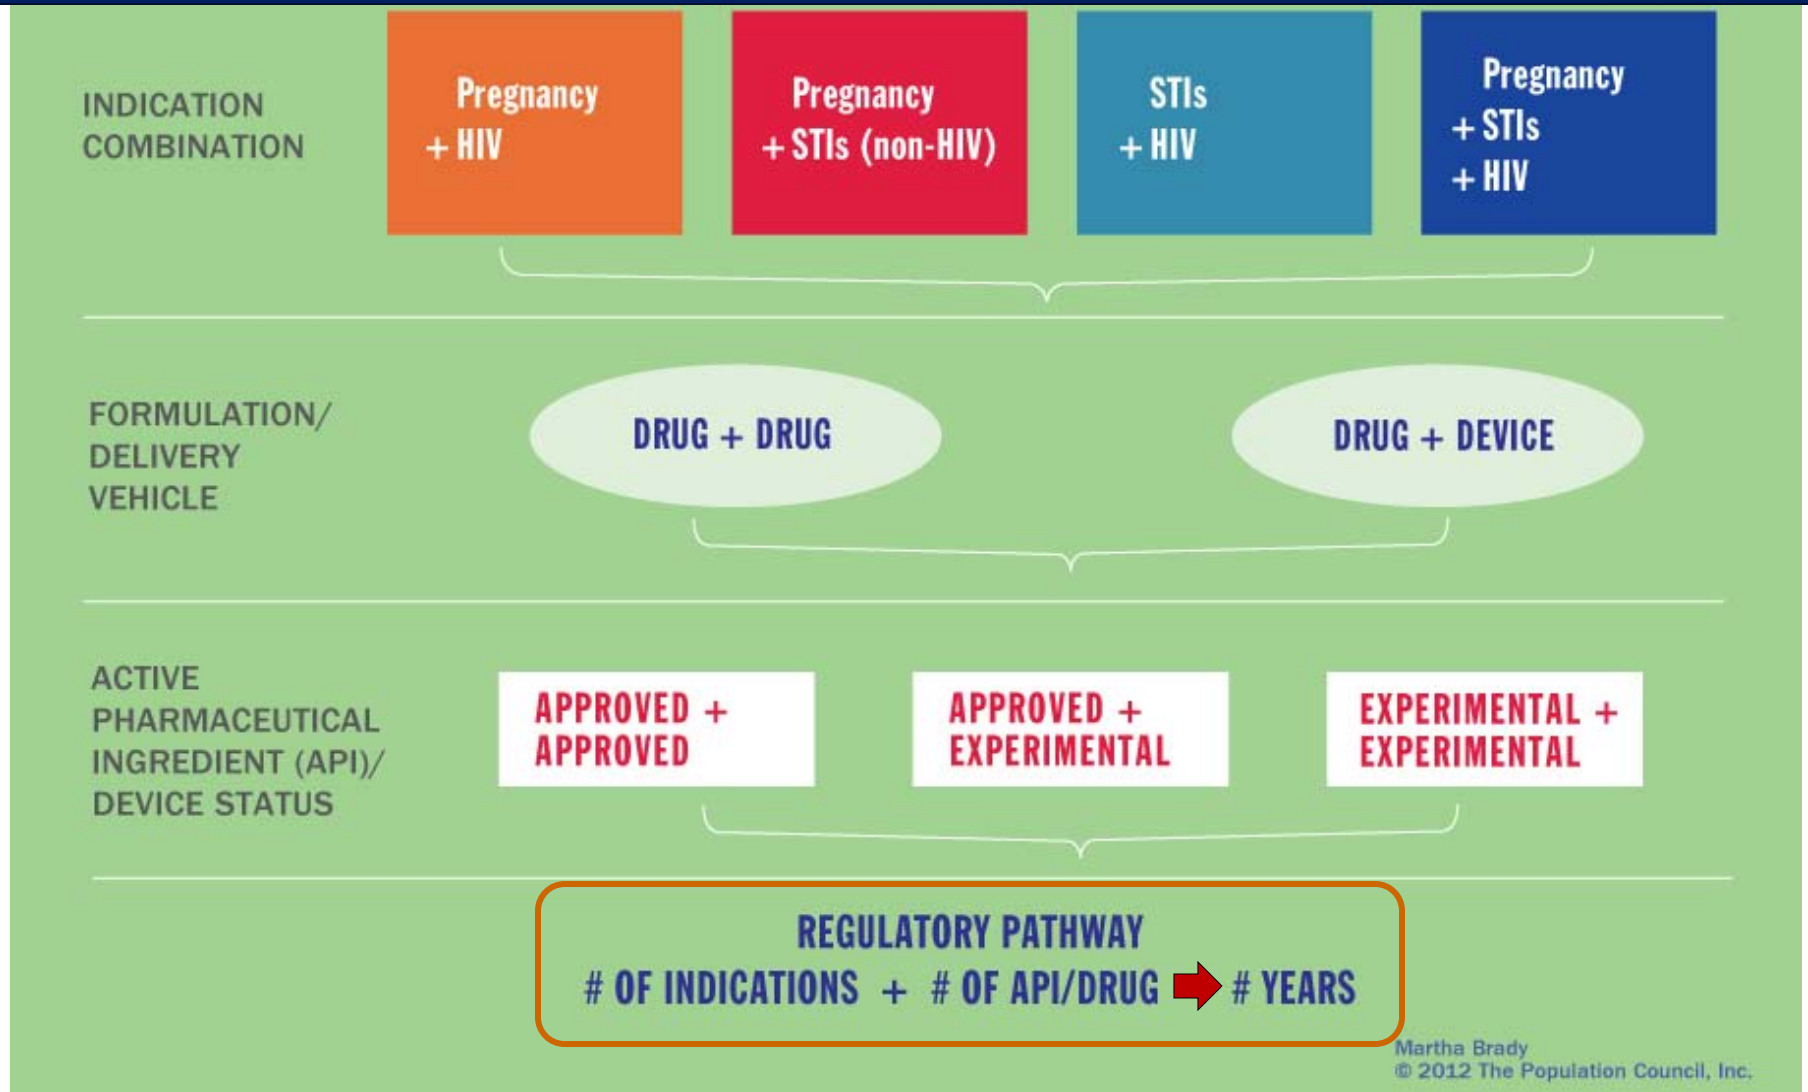 INDICATION
COMBINATION
Pregnancy
+ HIV
Pregnancy
+ STIs (non-HIV)
STIs
+ HIV
Pregnancy
+ STIs
+ HIV
FORMULATION/
DELIVERY
VEHICLE
DRUG + DRUG
DRUG + DEVICE
ACTIVE
PHARMACEUTICAL
INGREDIENT (API)/
DEVICE STATUS
APPROVED +
APPROVED
APPROVED +
EXPERIMENTAL
EXPERIMENTAL +
EXPERIMENTAL
REGULATORY PATHWAY
# OF INDICATIONS + # OF API/DRUG # YEARS
Martha Brady
© 2012 The Population Council, Inc.